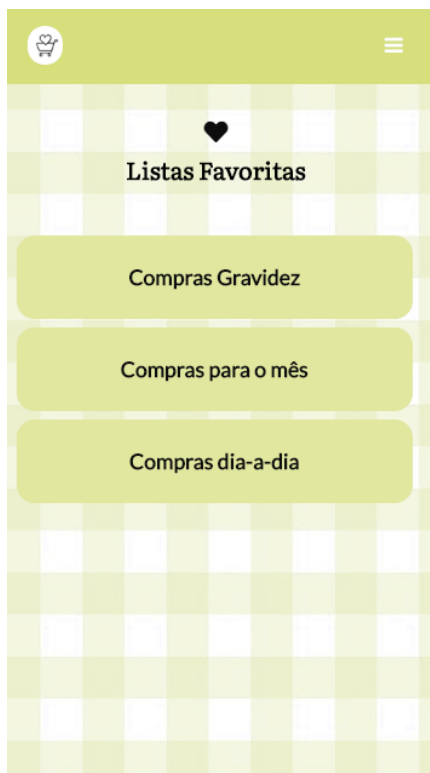 Listas Favoritas
Compras Gravidez
Compras para o mês
Compras dia-a-dia